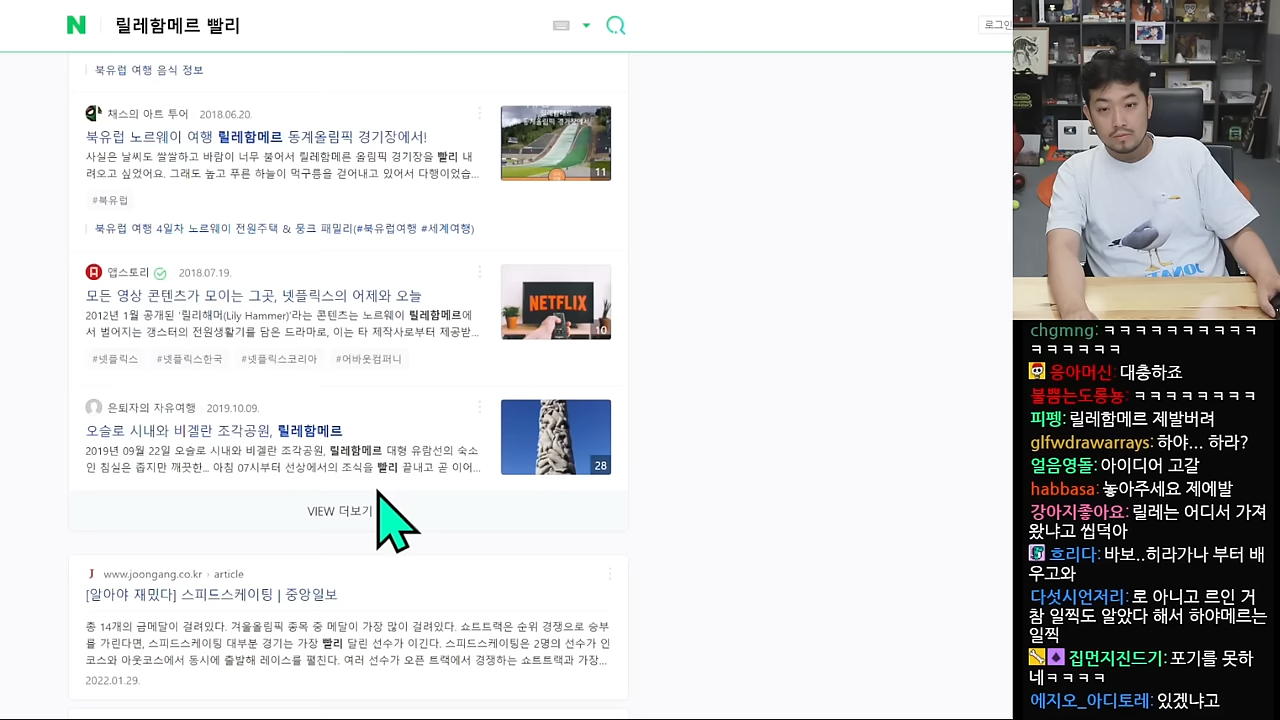 N 릴레함메르 빨리
로그인
북유럽 여행 음식 정보
채스의 아트 투어 2018.06.20.
북유럽 노르웨이 여행 릴레함메르 동계올림픽 경기장에서!
사실은 날씨도 쌀쌀하고 바람이 너무 불어서 릴레함메르 올림픽 경기장을 빨리 내
려오고 싶었어요. 그래도 높고 푸른 하늘이 먹구름을 걷어내고 있어서 다행이었습...
11
#북유럽
북유럽 여행 4일차 노르웨이 전원주택 & 뭉크 패밀리(#북유럽여행 #세계여행)
앱스토리 2018.07.19.
모든 영상 콘텐츠가 모이는 그곳, 넷플릭스의 어제와 오늘
2012년 1월 공개된 '릴리해머(Lily Hammer)'라는 콘텐츠는 노르웨이 릴레함메르에
서 벌어지는 갱스터의 전원생활기를 담은 드라마로, 이는 타 제작사로부터 제공받...
NETFLIX
10
#넷플릭스 #넷플릭스한국 #넷플릭스코리아 #어바웃컴퍼니
은퇴자의 자유여행 2019.10.09.
오슬로 시내와 비겔란 조각공원, 릴레함메르
2019년 09월 22일 오슬로 시내와 비겔란 조각공원, 릴레함메르 대형 유람선의 숙소
인 침실은 좁지만 깨끗한... 아침 07시부터 선상에서의 조식을 빨리 끝내고 곧 이어...
28
VIEW 더보기
J www.joongang.co.kr › article
[알아야 재밌다] 스피드스케이팅 | 중앙일보
총 14개의 금메달이 걸려있다. 겨울올림픽 종목 중 메달이 가장 많이 걸려있다. 쇼트트랙은 순위 경쟁으로 승부
를 가린다면, 스피드스케이팅 대부분 경기는 가장 빨리 달린 선수가 이긴다. 스피드스케이팅은 2명의 선수가 인
코스와 아웃코스에서 동시에 출발해 레이스를 펼친다. 여러 선수가 오픈 트랙에서 경쟁하는 쇼트트랙과 가장...
2022.01.29.
chgmng: ㅋㅋㅋㅋㅋㅋㅋㅋㅋㅋ
ㅋㅋㅋㅋㅋㅋ
응아머신: 대충하죠
불뿜는도롱뇽: ㅋㅋㅋㅋㅋㅋㅋㅋ
피펭: 릴레함메르 제발버려
glfwdrawarrays: 하야... 하라?
얼음영돌: 아이디어 고갈
habbasa: 놓아주세요 제에발
강아지좋아요: 릴레는 어디서 가져
왔냐고 씹덕아
흐리다: 바보..히라가나 부터 배
우고와
다섯시언저리: 로 아니고 르인 거
참 일찍도 알았다 해서 하야메르는
일찍
집먼지진드기: 포기를 못하
네ㅋㅋㅋㅋ
에지오_아디토레: 있겠냐고